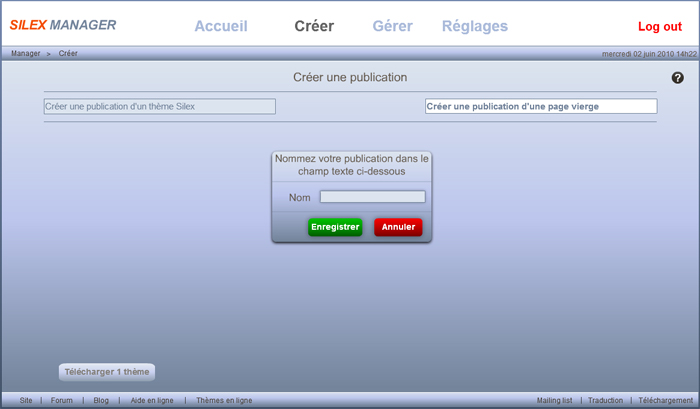 SILEX MANAGER Accueil Créer Gérer Réglages Log out
Manager > Créer mercredi 02 juin 2010 14h22
Créer une publication ?
Créer une publication d'un thème Silex Créer une publication d'une page vierge
Nommez votre publication dans le
champ texte ci-dessous
Nom
Enregistrer Annuler
Télécharger 1 thème
Site | Forum | Blog | Aide en ligne | Thèmes en ligne Mailing list | Traduction | Téléchargement